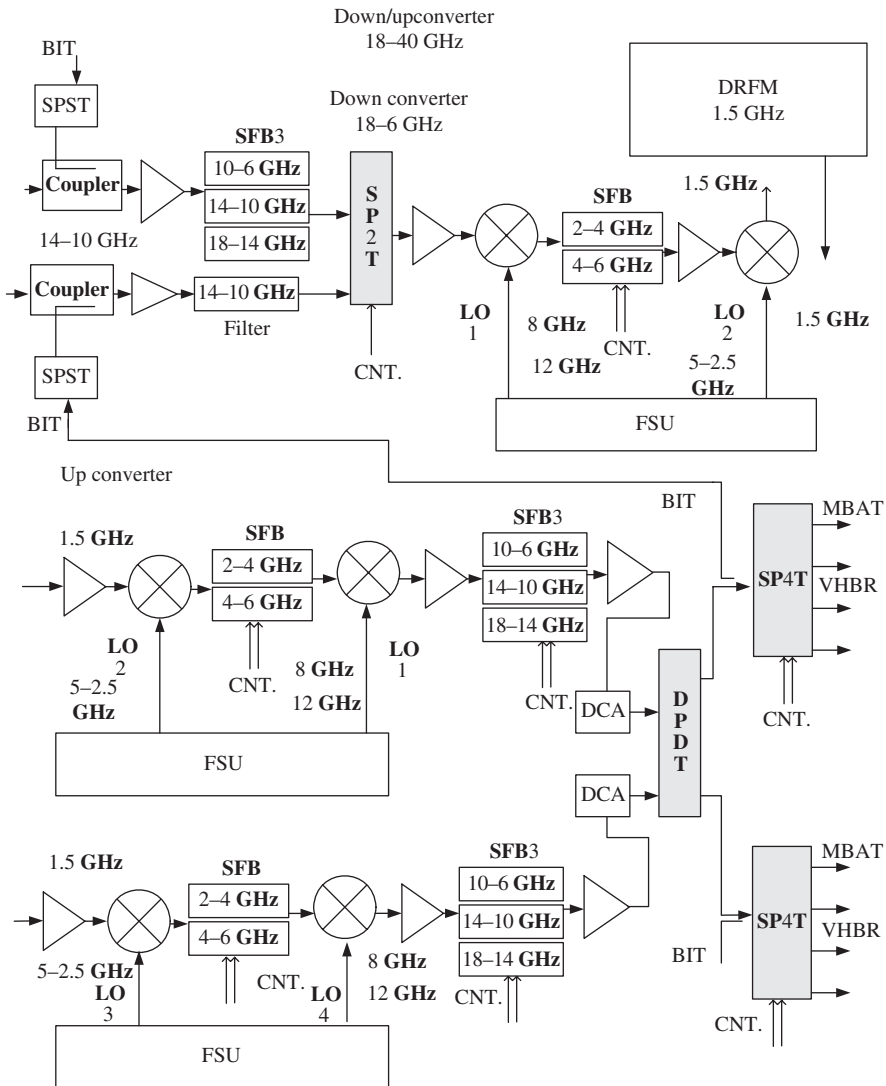 Down/upconverter
18–40 GHz
BIT
SPST
DRFM
1.5 GHz
Down converter
18–6 GHz
SFB3
10–6 GHz
14–10 GHz
18–14 GHz
Coupler
SP2T
1.5 GHz
SFB
2–4 GHz
4–6 GHz
14–10 GHz
Coupler
14–10 GHz
Filter
SPST
BIT
CNT.
LO
1
8 GHz
12 GHz
CNT.
LO
2
5–2.5
GHz
1.5 GHz
FSU
Up converter
BIT
1.5 GHz
SFB
2–4 GHz
4–6 GHz
SFB3
10–6 GHz
14–10 GHz
18–14 GHz
MBAT
VHBR
SP4T
CNT.
LO
2
5–2.5
GHz
CNT.
8 GHz
12 GHz
LO
1
CNT.
DCA
DPDT
FSU
DCA
1.5 GHz
SFB
2–4 GHz
4–6 GHz
SFB3
10–6 GHz
14–10 GHz
18–14 GHz
MBAT
VHBR
SP4T
BIT
CNT.
5–2.5 GHz
LO
3
CNT.
LO
4
8 GHz
12 GHz
CNT.
FSU